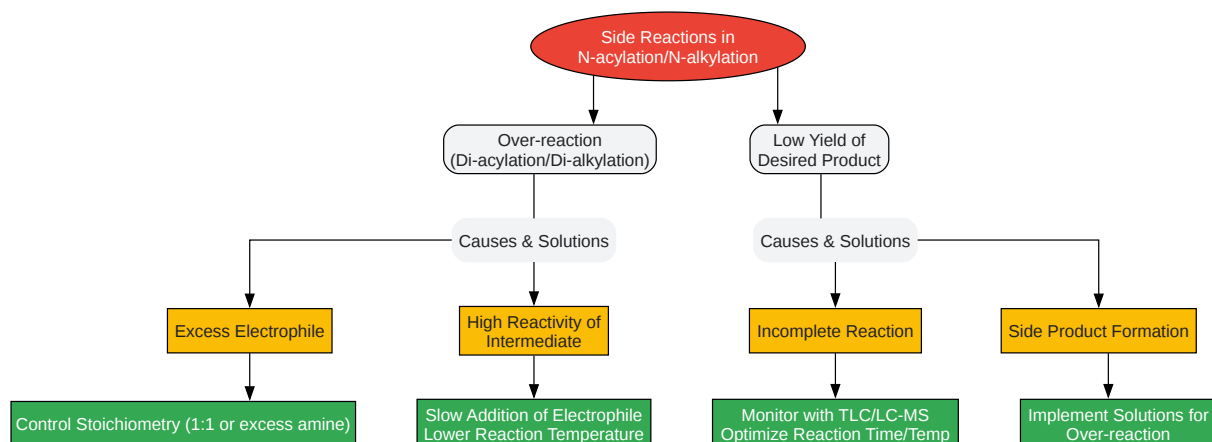 Side Reactions in
N-acylation/N-alkylation
Over-reaction
(Di-acylation/Di-alkylation)
Low Yield of
Desired Product
Causes & Solutions
Causes & Solutions
Excess Electrophile
High Reactivity of
Intermediate
Incomplete Reaction
Side Product Formation
Control Stoichiometry (1:1 or excess amine)
Slow Addition of Electrophile
Lower Reaction Temperature
Monitor with TLC/LC-MS
Optimize Reaction Time/Temp
Implement Solutions for
Over-reaction